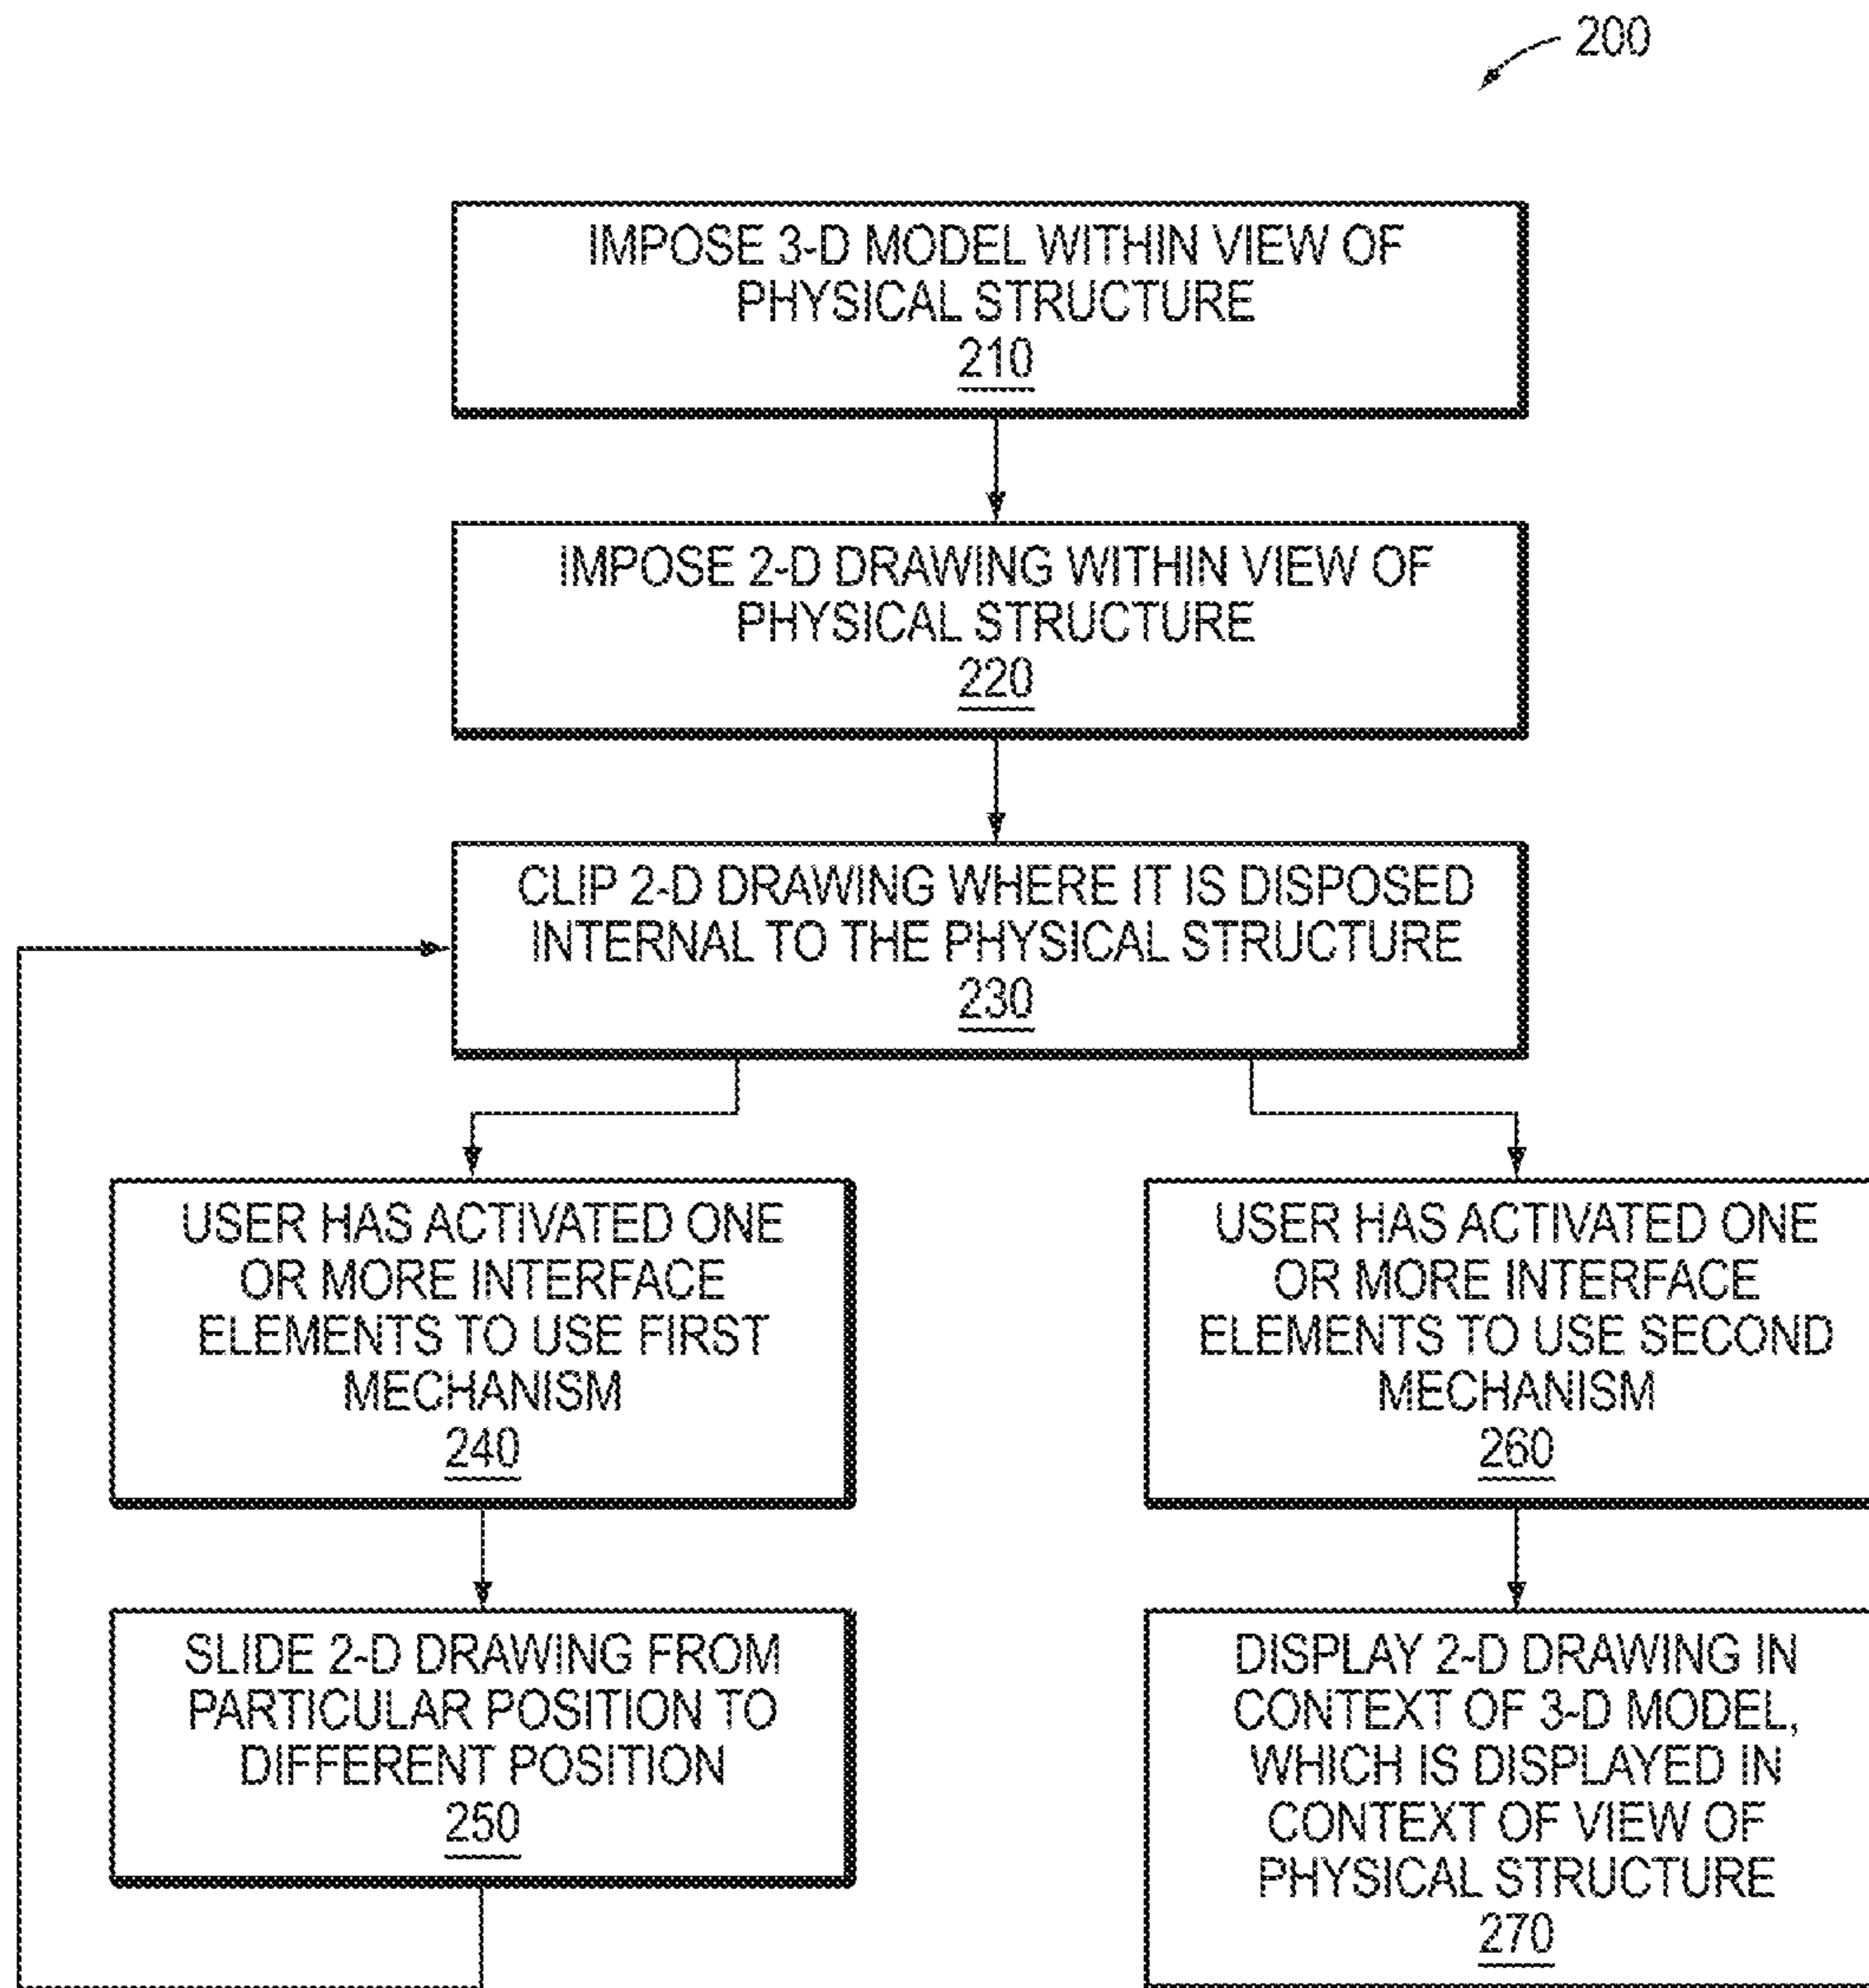 200
IMPOSE 3-D MODEL WITHIN VIEW OF
PHYSICAL STRUCTURE
210
IMPOSE 2-D DRAWING WITHIN VIEW OF
PHYSICAL STRUCTURE
220
CLIP 2-D DRAWING WHERE IT IS DISPOSED
INTERNAL TO THE PHYSICAL STRUCTURE
230
USER HAS ACTIVATED ONE
OR MORE INTERFACE
ELEMENTS TO USE FIRST
MECHANISM
240
USER HAS ACTIVATED ONE
OR MORE INTERFACE
ELEMENTS TO USE SECOND
MECHANISM
260
SLIDE 2-D DRAWING FROM
PARTICULAR POSITION TO
DIFFERENT POSITION
250
DISPLAY 2-D DRAWING IN
CONTEXT OF 3-D MODEL,
WHICH IS DISPLAYED IN
CONTEXT OF VIEW OF
PHYSICAL STRUCTURE
270